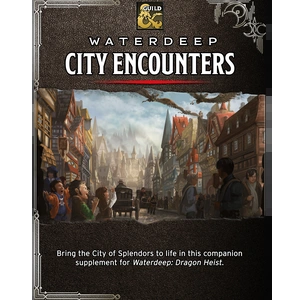 GUILD
WATERDEEP
CITY ENCOUNTERS
Bring the City of Splendors to life in this companion
supplement for Waterdeep: Dragon Heist.